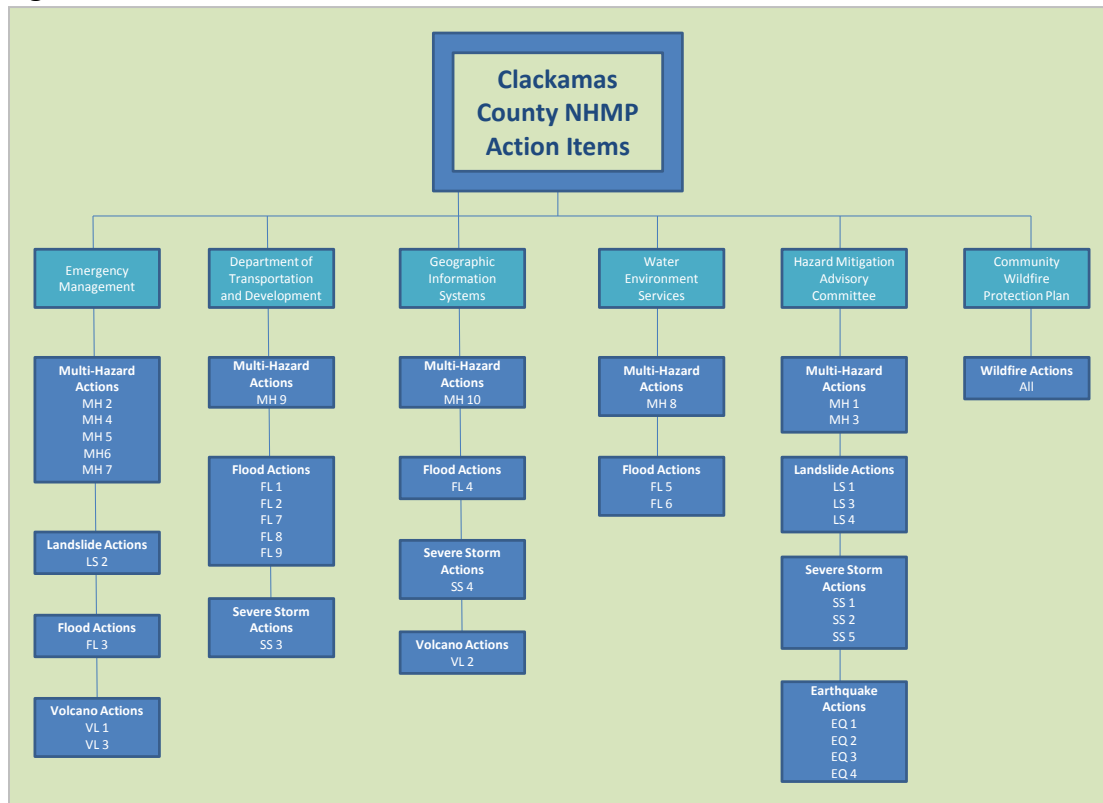 Clackamas
County NHMP
Action Items
Emergency
Management
Multi-Hazard
Actions
MH 2
MH 4
MH 5
MH6
MH 7
Landslide Actions
LS 2
Flood Actions
FL 3
Volcano Actions
VL 1
VL 3
Department of
Transportation
and Development
Multi-Hazard
Actions
MH 9
Flood Actions
FL 1
FL 2
FL 7
FL 8
FL 9
Severe Storm
Actions
SS 3
Geographic
Information
Systems
Multi-Hazard
Actions
MH 10
Flood Actions
FL 4
Severe Storm
Actions
SS 4
Volcano Actions
VL 2
Water
Environment
Services
Multi-Hazard
Actions
MH 8
Flood Actions
FL 5
FL 6
Hazard Mitigation
Advisory
Committee
Multi-Hazard
Actions
MH 1
MH 3
Landslide Actions
LS 1
LS 3
LS 4
Severe Storm
Actions
SS 1
SS 2
SS 5
Earthquake
Actions
EQ 1
EQ 2
EQ 3
EQ 4
Community
Wildfire
Protection Plan
Wildfire Actions
All